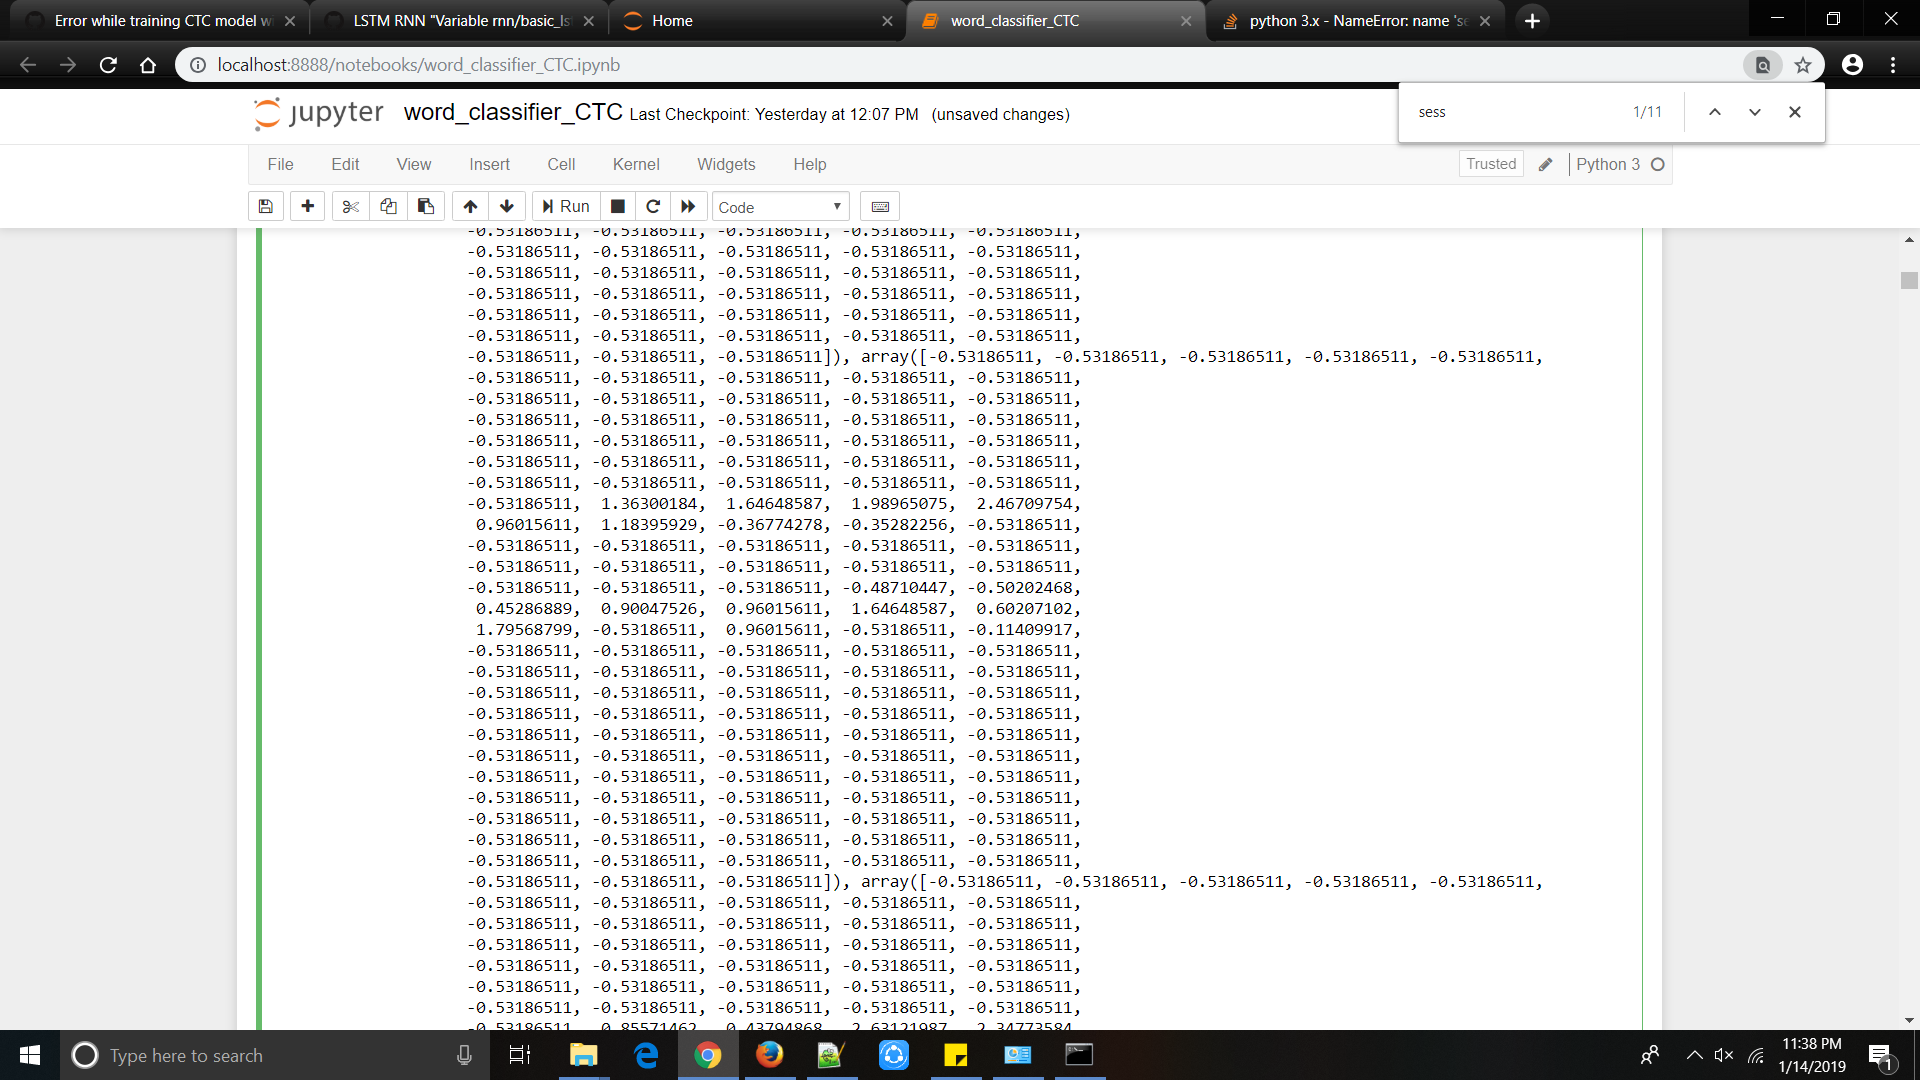 Error while training CTC model wi
LSTM RNN "Variable rnn/basic_ls
Home
word_classifier_CTC
python 3.x - NameError: name 'se
localhost:8888/notebooks/word_classifier_CTC.ipynb
sess 1/11
jupyter word_classifier_CTC Last Checkpoint: Yesterday at 12:07 PM (unsaved changes)
File Edit View Insert Cell Kernel Widgets Help Trusted Python 3
Run Code
-0.53186511, -0.53186511, -0.53186511, -0.53186511, -0.53186511,
-0.53186511, -0.53186511, -0.53186511, -0.53186511, -0.53186511,
-0.53186511, -0.53186511, -0.53186511, -0.53186511, -0.53186511,
-0.53186511, -0.53186511, -0.53186511, -0.53186511, -0.53186511,
-0.53186511, -0.53186511, -0.53186511, -0.53186511, -0.53186511,
-0.53186511, -0.53186511, -0.53186511, -0.53186511, -0.53186511,
-0.53186511, -0.53186511, -0.53186511]), array([-0.53186511, -0.53186511, -0.53186511, -0.53186511, -0.53186511,
-0.53186511, -0.53186511, -0.53186511, -0.53186511, -0.53186511,
-0.53186511, -0.53186511, -0.53186511, -0.53186511, -0.53186511,
-0.53186511, -0.53186511, -0.53186511, -0.53186511, -0.53186511,
-0.53186511, -0.53186511, -0.53186511, -0.53186511, -0.53186511,
-0.53186511, -0.53186511, -0.53186511, -0.53186511, -0.53186511,
-0.53186511, -0.53186511, -0.53186511, -0.53186511, -0.53186511,
-0.53186511, 1.36300184, 1.64648587, 1.98965075, 2.46709754,
0.96015611, 1.18395929, -0.36774278, -0.35282256, -0.53186511,
-0.53186511, -0.53186511, -0.53186511, -0.53186511, -0.53186511,
-0.53186511, -0.53186511, -0.53186511, -0.53186511, -0.53186511,
-0.53186511, -0.53186511, -0.53186511, -0.48710447, -0.50202468,
0.45286889, 0.90047526, 0.96015611, 1.64648587, 0.60207102,
1.79568799, -0.53186511, 0.96015611, -0.53186511, -0.11409917,
-0.53186511, -0.53186511, -0.53186511, -0.53186511, -0.53186511,
-0.53186511, -0.53186511, -0.53186511, -0.53186511, -0.53186511,
-0.53186511, -0.53186511, -0.53186511, -0.53186511, -0.53186511,
-0.53186511, -0.53186511, -0.53186511, -0.53186511, -0.53186511,
-0.53186511, -0.53186511, -0.53186511, -0.53186511, -0.53186511,
-0.53186511, -0.53186511, -0.53186511, -0.53186511, -0.53186511,
-0.53186511, -0.53186511, -0.53186511, -0.53186511, -0.53186511,
-0.53186511, -0.53186511, -0.53186511, -0.53186511, -0.53186511,
-0.53186511, -0.53186511, -0.53186511, -0.53186511, -0.53186511,
-0.53186511, -0.53186511, -0.53186511, -0.53186511, -0.53186511,
-0.53186511, -0.53186511, -0.53186511, -0.53186511, -0.53186511,
-0.53186511, -0.53186511, -0.53186511]), array([-0.53186511, -0.53186511, -0.53186511, -0.53186511, -0.53186511,
-0.53186511, -0.53186511, -0.53186511, -0.53186511, -0.53186511,
-0.53186511, -0.53186511, -0.53186511, -0.53186511, -0.53186511,
-0.53186511, -0.53186511, -0.53186511, -0.53186511, -0.53186511,
-0.53186511, -0.53186511, -0.53186511, -0.53186511, -0.53186511,
-0.53186511, -0.53186511, -0.53186511, -0.53186511, -0.53186511,
-0.53186511, -0.53186511, -0.53186511, -0.53186511, -0.53186511,
-0.53186511, 0.85571462, 0.43794868, 2.63121987, 2.34773584,
Type here to search
11:38 PM
1/14/2019
1